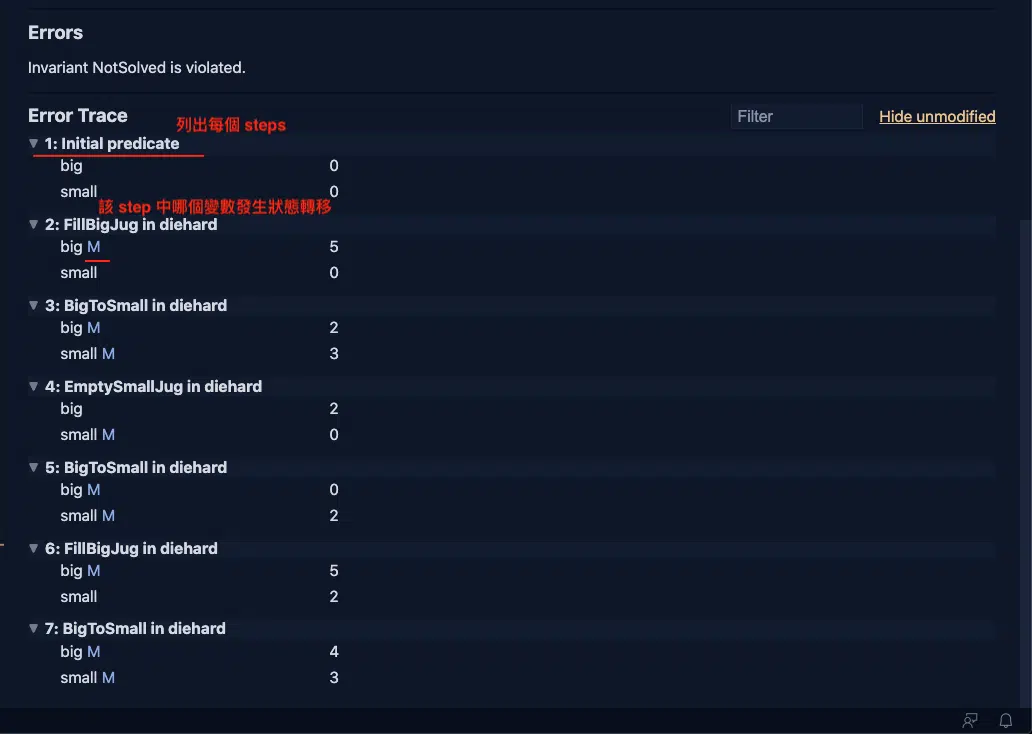 Errors
Invariant NotSolved is violated.
Error Trace
Filter
Hide unmodified
列出每個 steps
▼ 1: Initial predicate
big 0
small 0
該 step 中哪個變數發生狀態轉移
▼ 2: FillBigJug in diehard
big M 5
small 0
▼ 3: BigToSmall in diehard
big M 2
small M 3
▼ 4: EmptySmallJug in diehard
big 2
small M 0
▼ 5: BigToSmall in diehard
big M 0
small M 2
▼ 6: FillBigJug in diehard
big M 5
small 2
▼ 7: BigToSmall in diehard
big M 4
small M 3